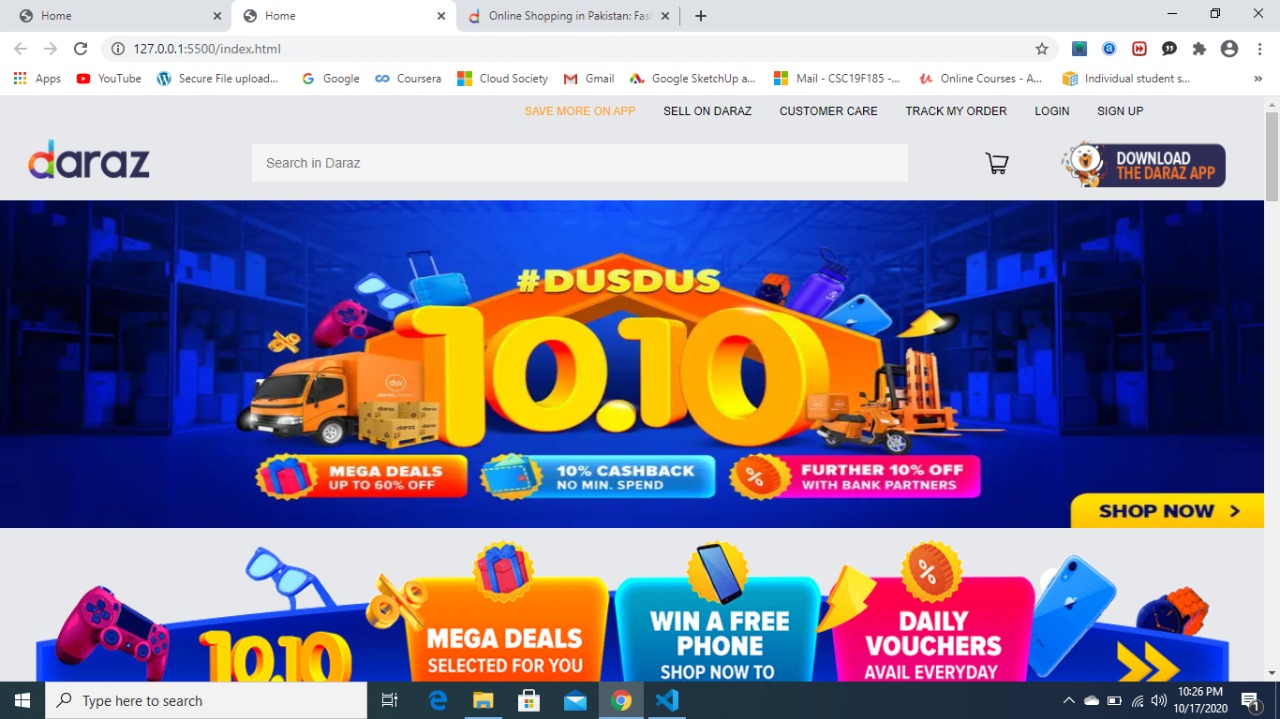 Home
Home
Online Shopping in Pakistan: Fas
127.0.0.1:5500/index.html
Apps
YouTube
Secure File upload...
Google
Coursera
Cloud Society
Gmail
Google SketchUp a...
Mail - CSC19F185 -...
Online Courses - A...
Individual student s...
SAVE MORE ON APP
SELL ON DARAZ
CUSTOMER CARE
TRACK MY ORDER
LOGIN
SIGN UP
daraz
Search in Daraz
DOWNLOAD
THE DARAZ APP
#DUSDUS
10.10
daraz
daraz
daraz
MEGA DEALS
UP TO 60% OFF
10% CASHBACK
NO MIN. SPEND
FURTHER 10% OFF
WITH BANK PARTNERS
SHOP NOW >
10.10
MEGA DEALS
SELECTED FOR YOU
WIN A FREE
PHONE
SHOP NOW TO
DAILY
VOUCHERS
AVAIL EVERYDAY
Type here to search
10:26 PM
10/17/2020
1